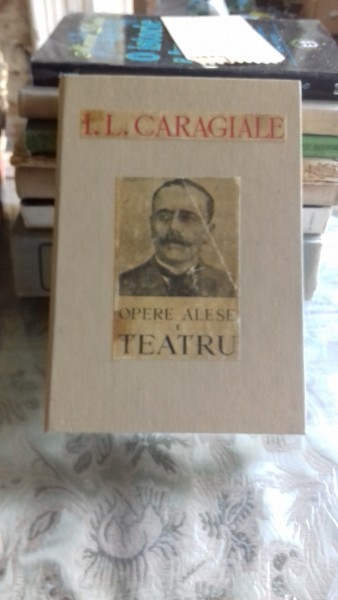 I. L. CARAGIALE
OPERE ALESE
I
TEATRU